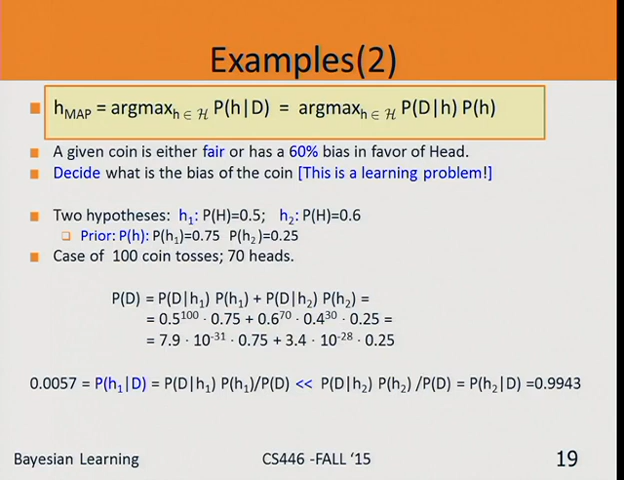 Examples(2)
h_MAP = argmax_h ∈ ℋ P(h|D) = argmax_h ∈ ℋ P(D|h) P(h)
A given coin is either fair or has a 60% bias in favor of Head.
Decide what is the bias of the coin [This is a learning problem!]
Two hypotheses: h₁: P(H)=0.5; h₂: P(H)=0.6
Prior: P(h): P(h₁)=0.75 P(h₂)=0.25
Case of 100 coin tosses; 70 heads.
P(D) = P(D|h₁) P(h₁) + P(D|h₂) P(h₂) =
= 0.5¹⁰⁰ · 0.75 + 0.6⁷⁰ · 0.4³⁰ · 0.25 =
= 7.9 · 10⁻³¹ · 0.75 + 3.4 · 10⁻²⁸ · 0.25
0.0057 = P(h₁|D) = P(D|h₁) P(h₁)/P(D) << P(D|h₂) P(h₂) /P(D) = P(h₂|D) =0.9943
Bayesian Learning CS446 -FALL ‘15 19